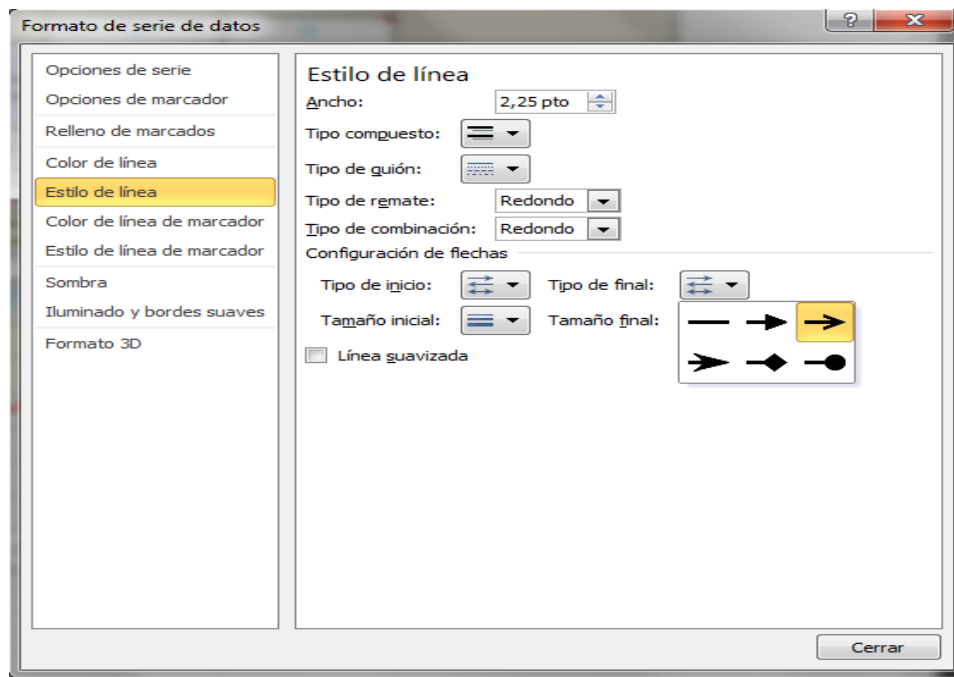 Formato de serie de datos
Opciones de serie
Opciones de marcador
Relleno de marcados
Color de línea
Estilo de línea
Color de línea de marcador
Estilo de línea de marcador
Sombra
Iluminado y bordes suaves
Formato 3D
Estilo de línea
Ancho: 2,25 pto
Tipo compuesto:
Tipo de guión:
Tipo de remate: Redondo
Tipo de combinación: Redondo
Configuración de flechas
Tipo de inicio: Tipo de final:
Tamaño inicial: Tamaño final:
Línea suavizada
Cerrar